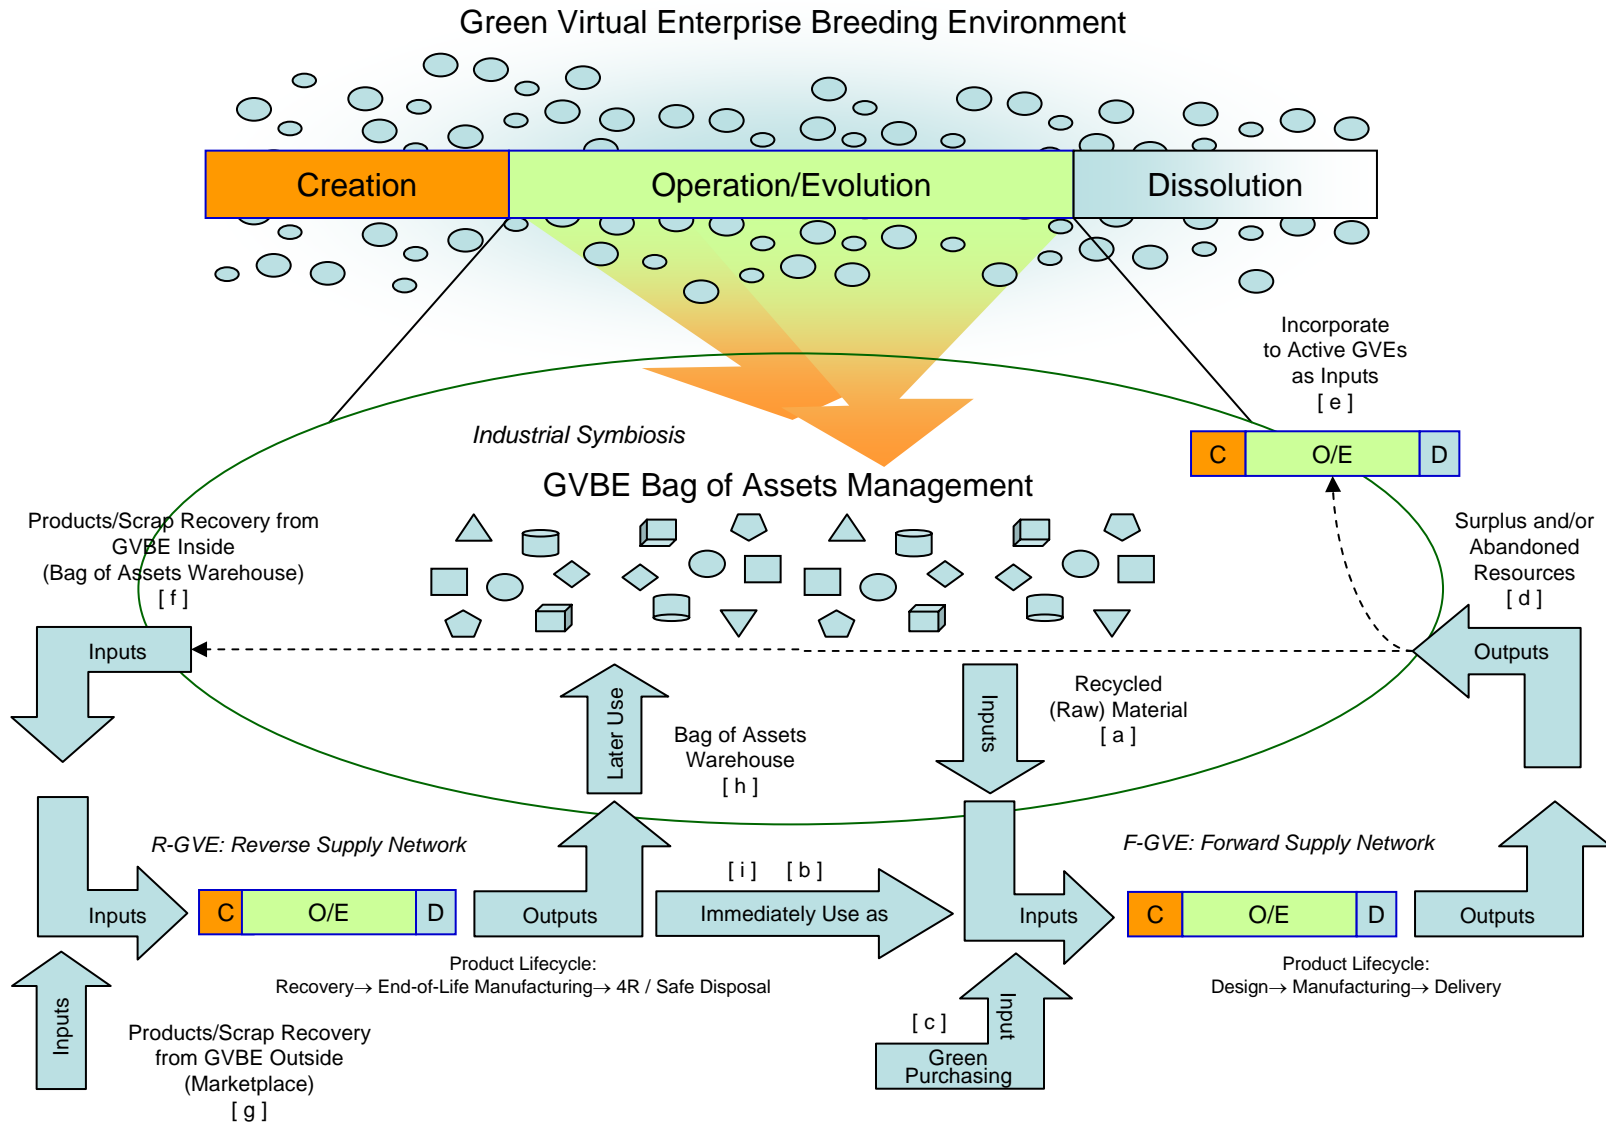 Green Virtual Enterprise Breeding Environment
Creation
Operation/Evolution
Dissolution
Incorporate
to Active GVEs
as Inputs
[ e ]
C
O/E
D
Industrial Symbiosis
GVBE Bag of Assets Management
Products/Scrap Recovery from
GVBE Inside
(Bag of Assets Warehouse)
[ f ]
Surplus and/or
Abandoned
Resources
[ d ]
Inputs
Outputs
Later Use
Bag of Assets
Warehouse
[ h ]
Inputs
Recycled
(Raw) Material
[ a ]
R-GVE: Reverse Supply Network
F-GVE: Forward Supply Network
Inputs
C
O/E
D
Outputs
[ i ]
[ b ]
Immediately Use as
Inputs
C
O/E
D
Outputs
Product Lifecycle:
Recovery→ End-of-Life Manufacturing→ 4R / Safe Disposal
Product Lifecycle:
Design→ Manufacturing→ Delivery
Inputs
Products/Scrap Recovery
from GVBE Outside
(Marketplace)
[ g ]
[ c ]
Input
Green
Purchasing